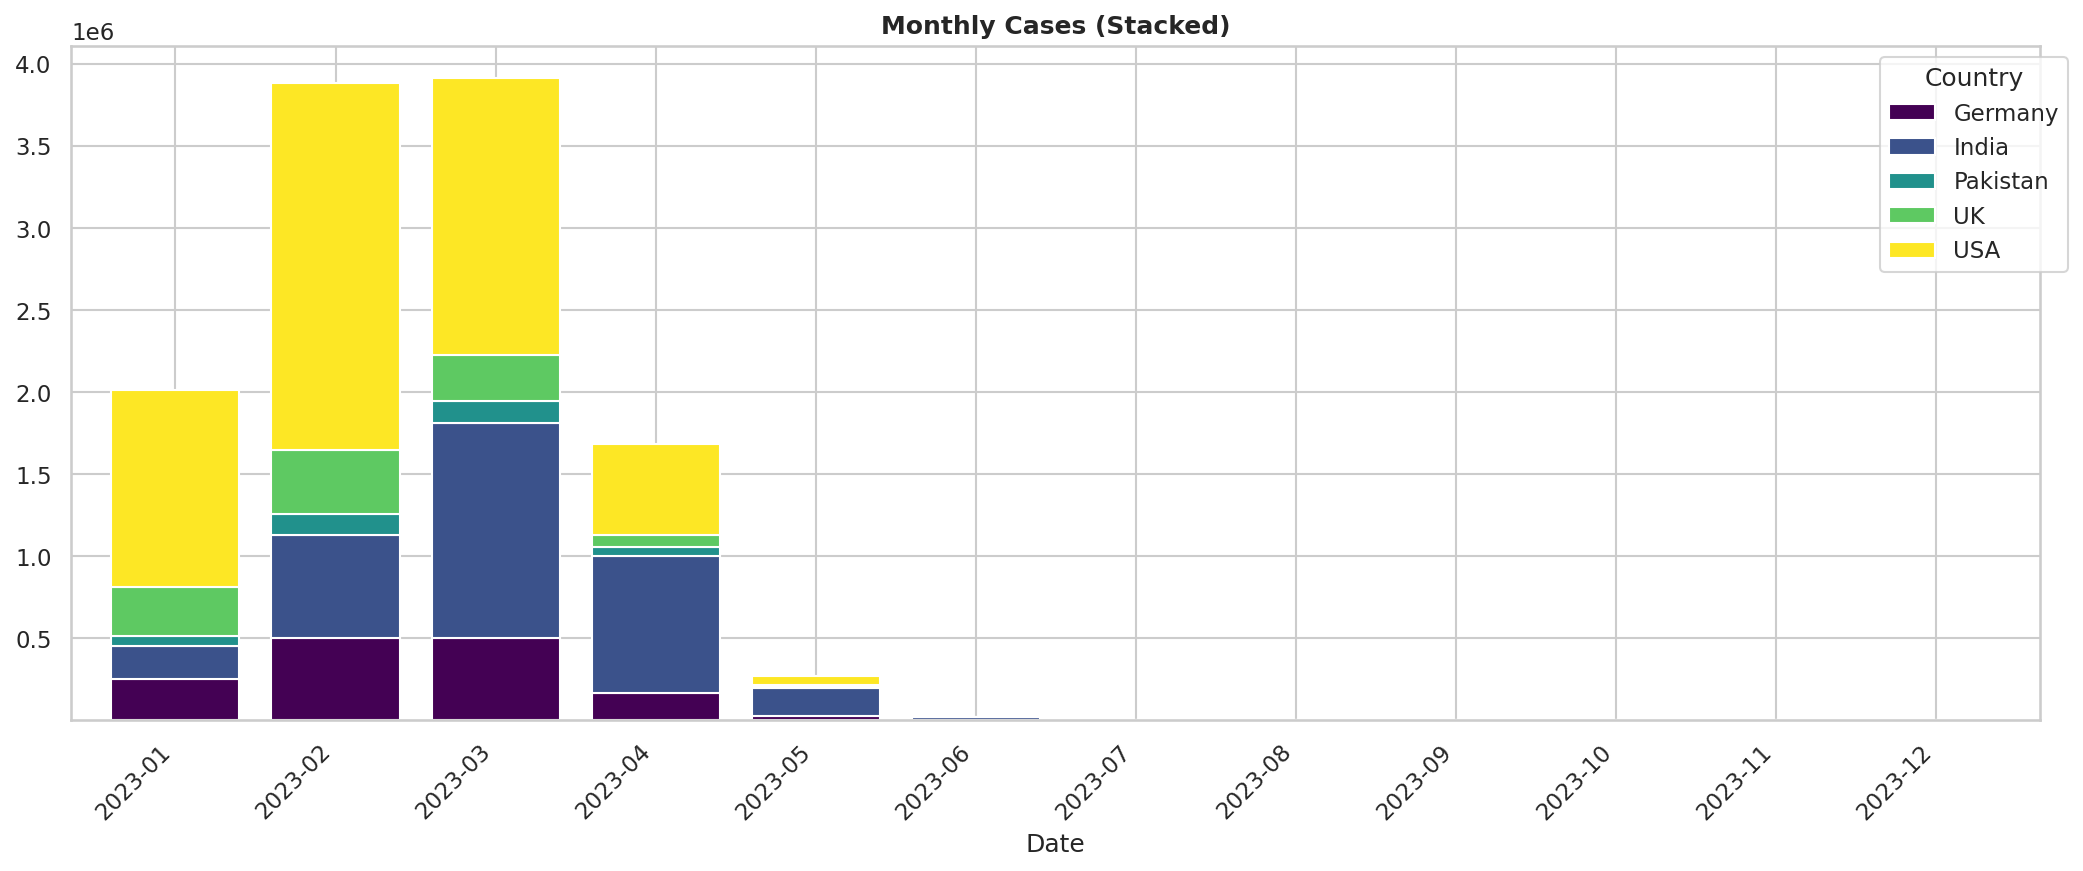 Monthly Cases (Stacked)
1e6
4.0
3.5
3.0
2.5
2.0
1.5
1.0
0.5
Country
Germany
India
Pakistan
UK
USA
2023-01
2023-02
2023-03
2023-04
2023-05
2023-06
2023-07
2023-08
2023-09
2023-10
2023-11
2023-12
Date